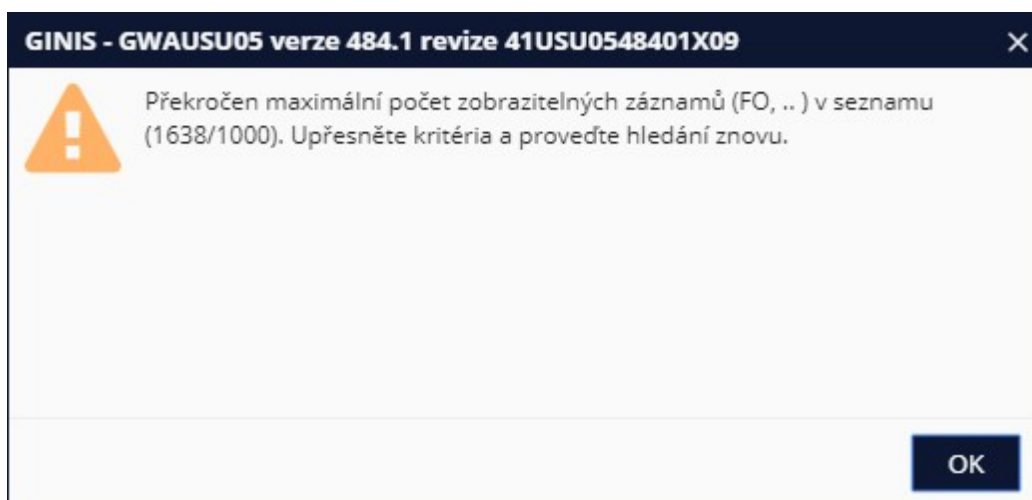 GINIS - GWAUSU05 verze 484.1 revize 41USU0548401X09
Překročen maximální počet zobrazitelných záznamů (FO, .. ) v seznamu
(1638/1000). Upřesněte kritéria a proveďte hledání znovu.
OK